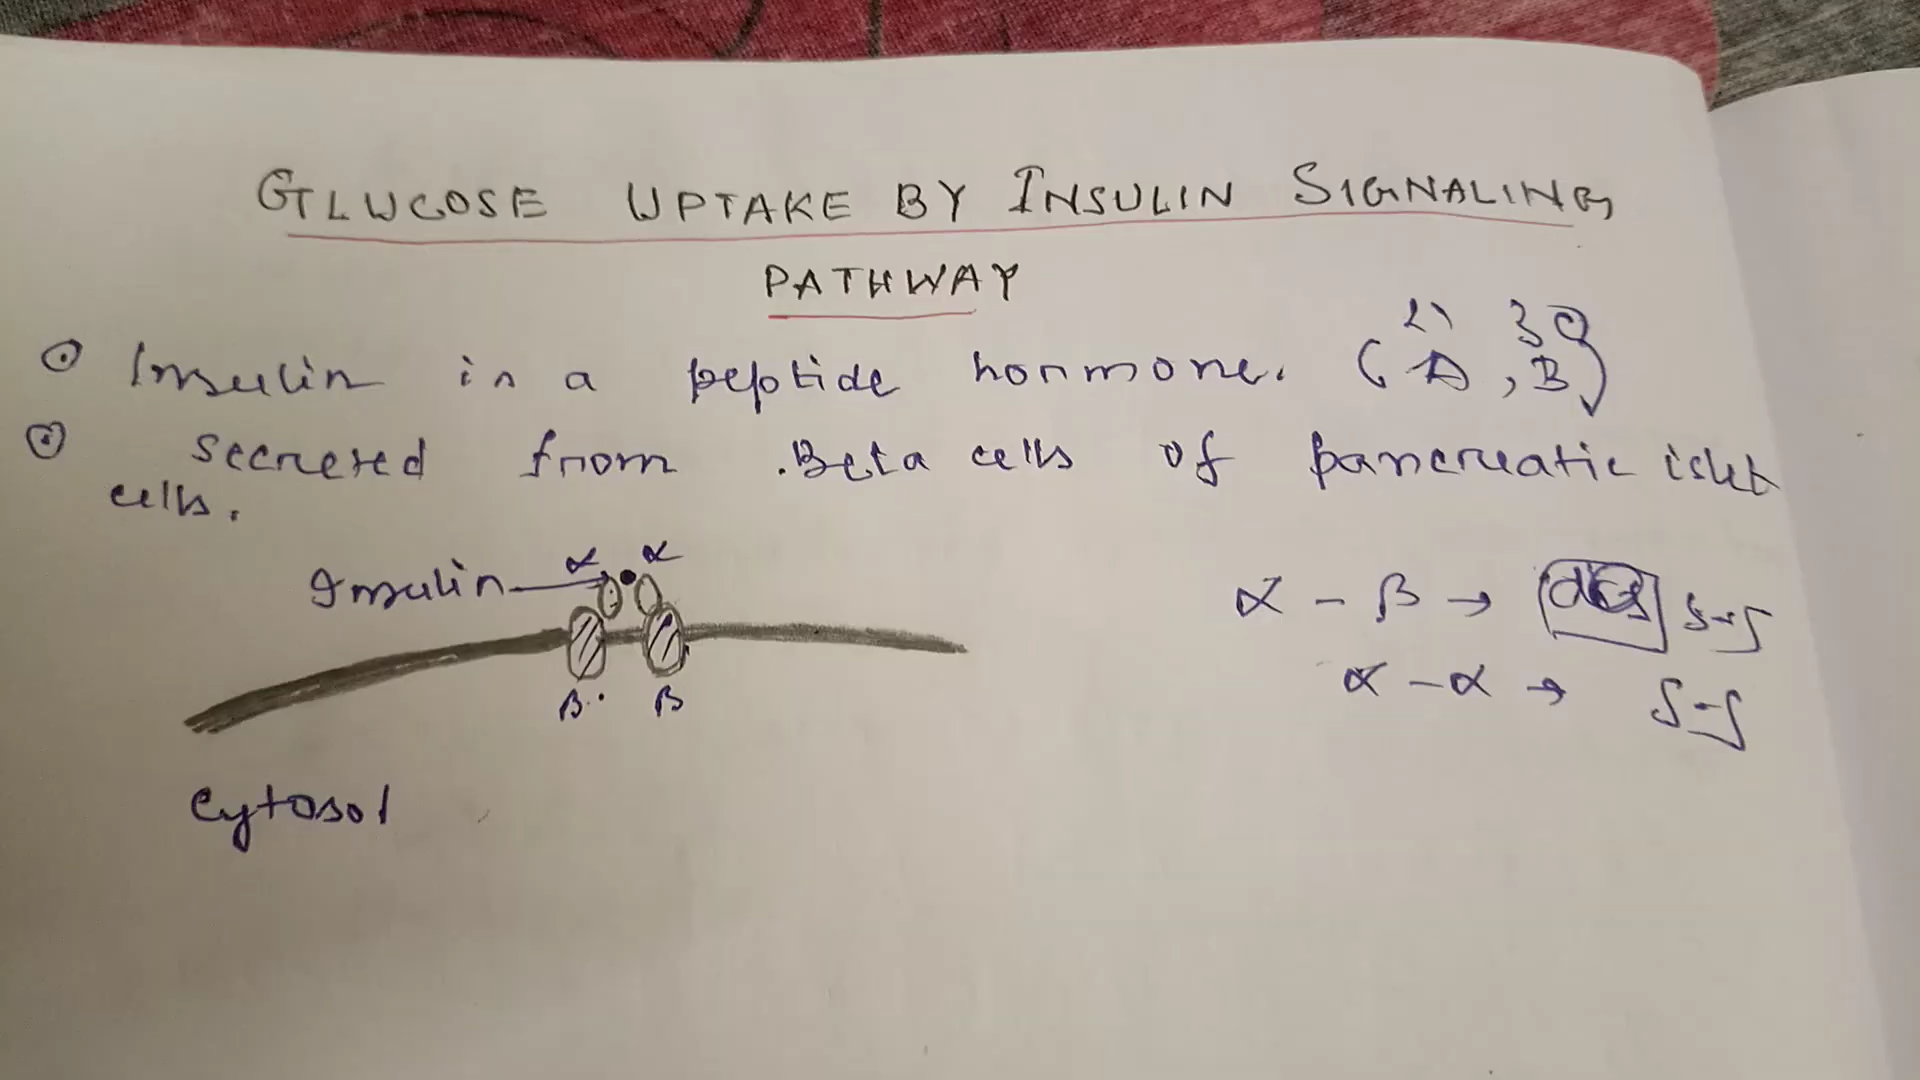 GLUCOSE UPTAKE BY INSULIN SIGNALING
PATHWAY
21 30
Insulin is a peptide hormone. (A, B)
secreted from Beta cells of pancreatic islet
cells.
α α
Insulin
α - β → S-S
β β
α - α → S-S
Cytosol